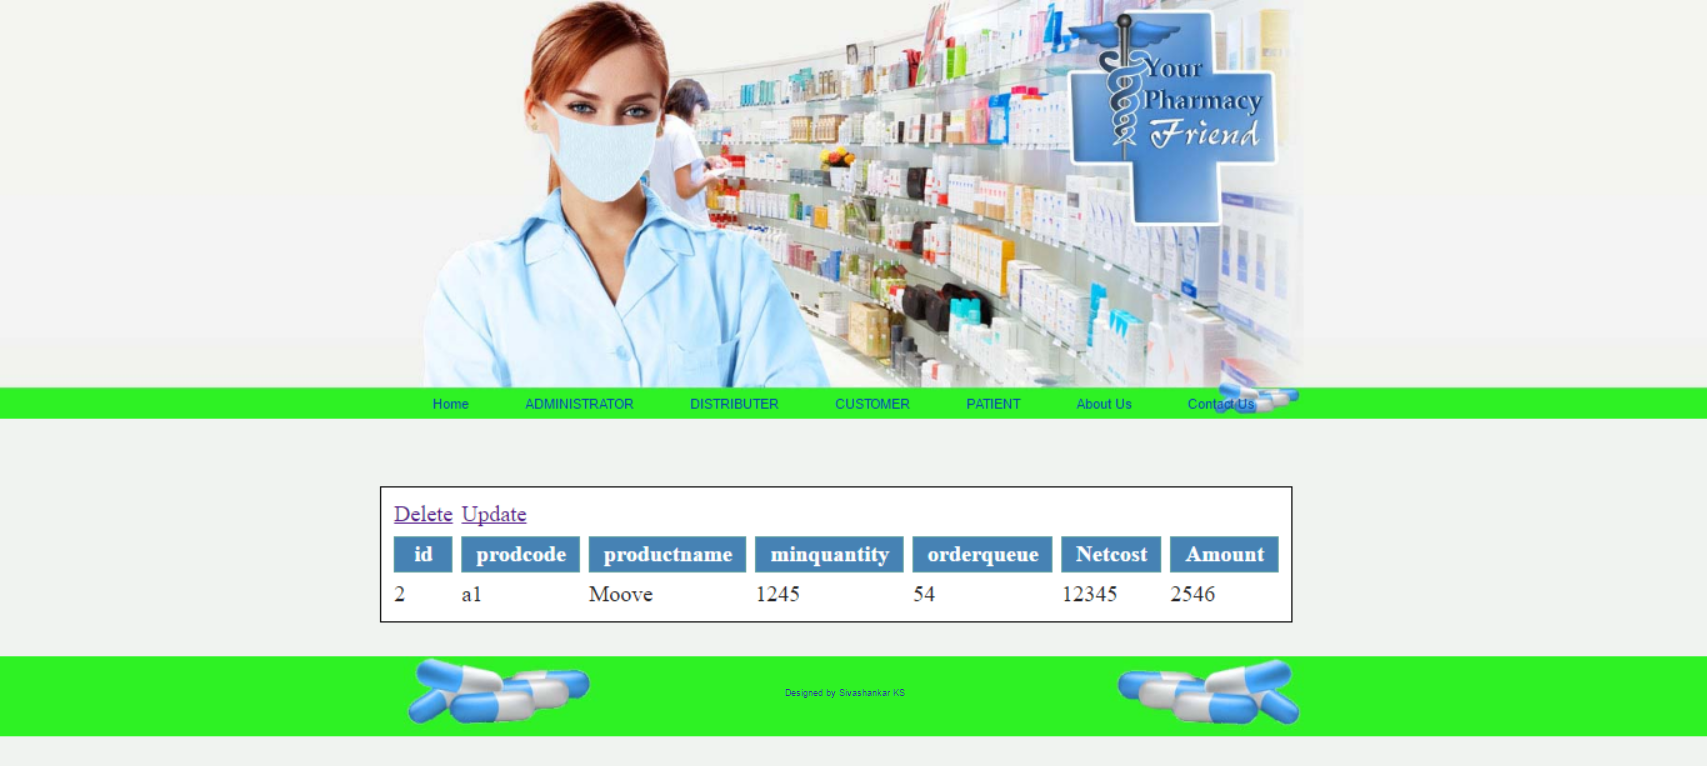 Your
Pharmacy
Friend
Home ADMINISTRATOR DISTRIBUTER CUSTOMER PATIENT About Us Contact Us
Delete Update
id prodcode productname minquantity orderqueue Netcost Amount
2 a1 Moove 1245 54 12345 2546
Designed by Sivashankar KS